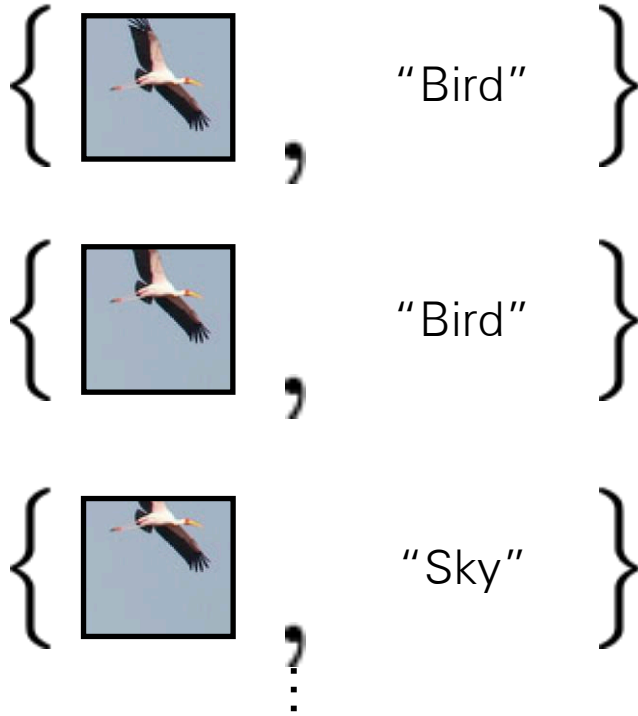 { , “Bird” }
{ , “Bird” }
{ , “Sky” }
⋮